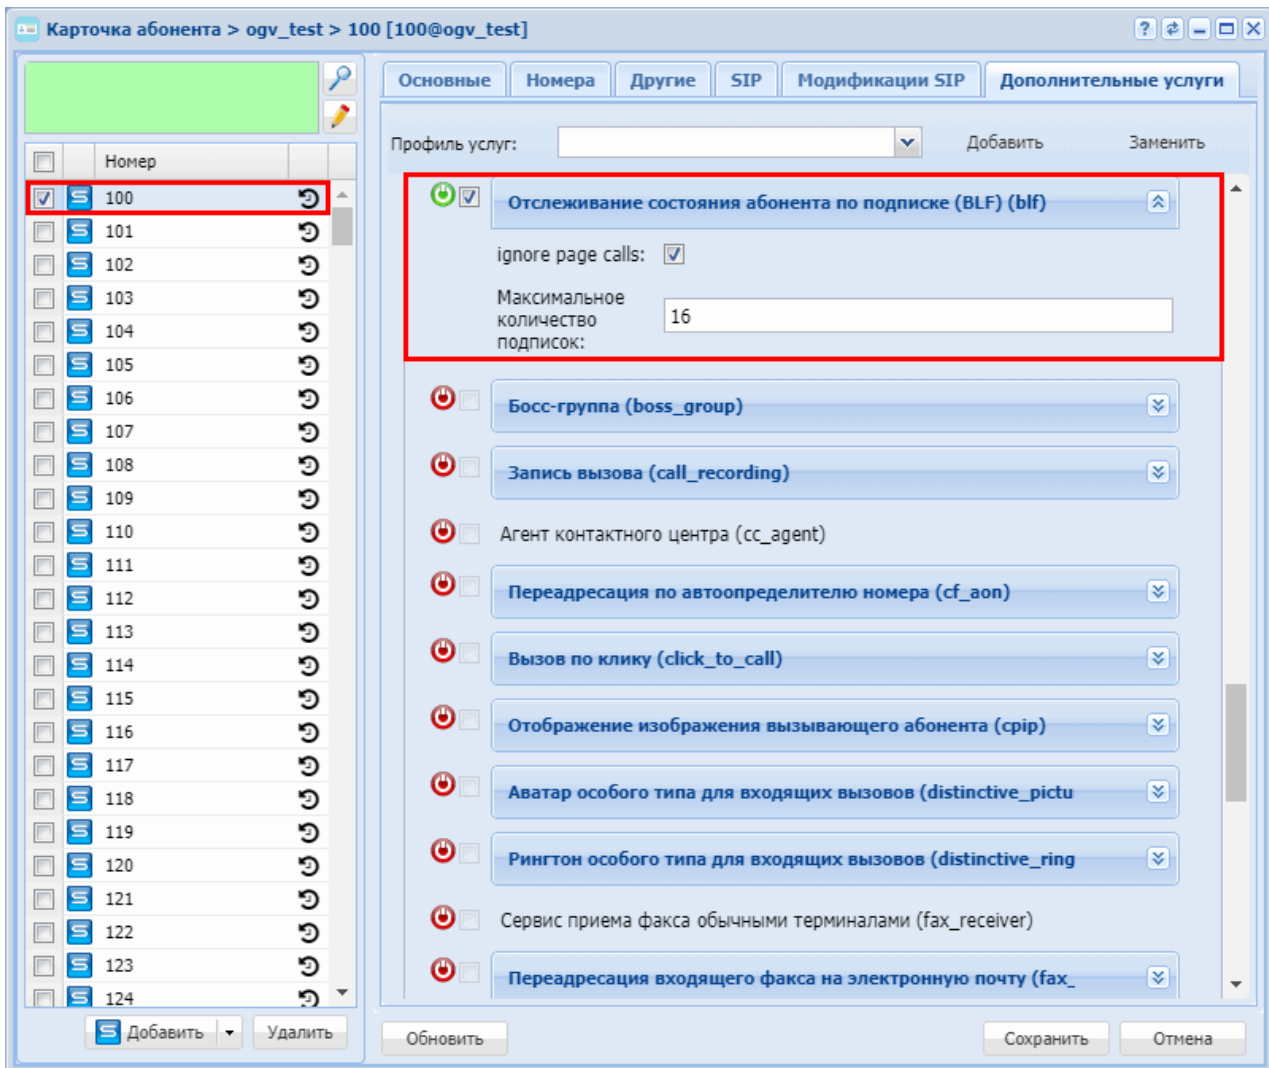 Карточка абонента > ogv_test > 100 [100@ogv_test]
Основные Номера Другие SIP Модификации SIP Дополнительные услуги
Профиль услуг: Добавить Заменить
Номер
100
101
102
103
104
105
106
107
108
109
110
111
112
113
114
115
116
117
118
119
120
121
122
123
124
Добавить Удалить
Отслеживание состояния абонента по подписке (BLF) (blf)
ignore page calls:
Максимальное
количество
подписок:
16
Босс-группа (boss_group)
Запись вызова (call_recording)
Агент контактного центра (cc_agent)
Переадресация по автоопределителю номера (cf_aon)
Вызов по клику (click_to_call)
Отображение изображения вызывающего абонента (cpip)
Аватар особого типа для входящих вызовов (distinctive_pictu
Рингтон особого типа для входящих вызовов (distinctive_ring
Сервис приема факса обычными терминалами (fax_receiver)
Переадресация входящего факса на электронную почту (fax_
Обновить Сохранить Отмена